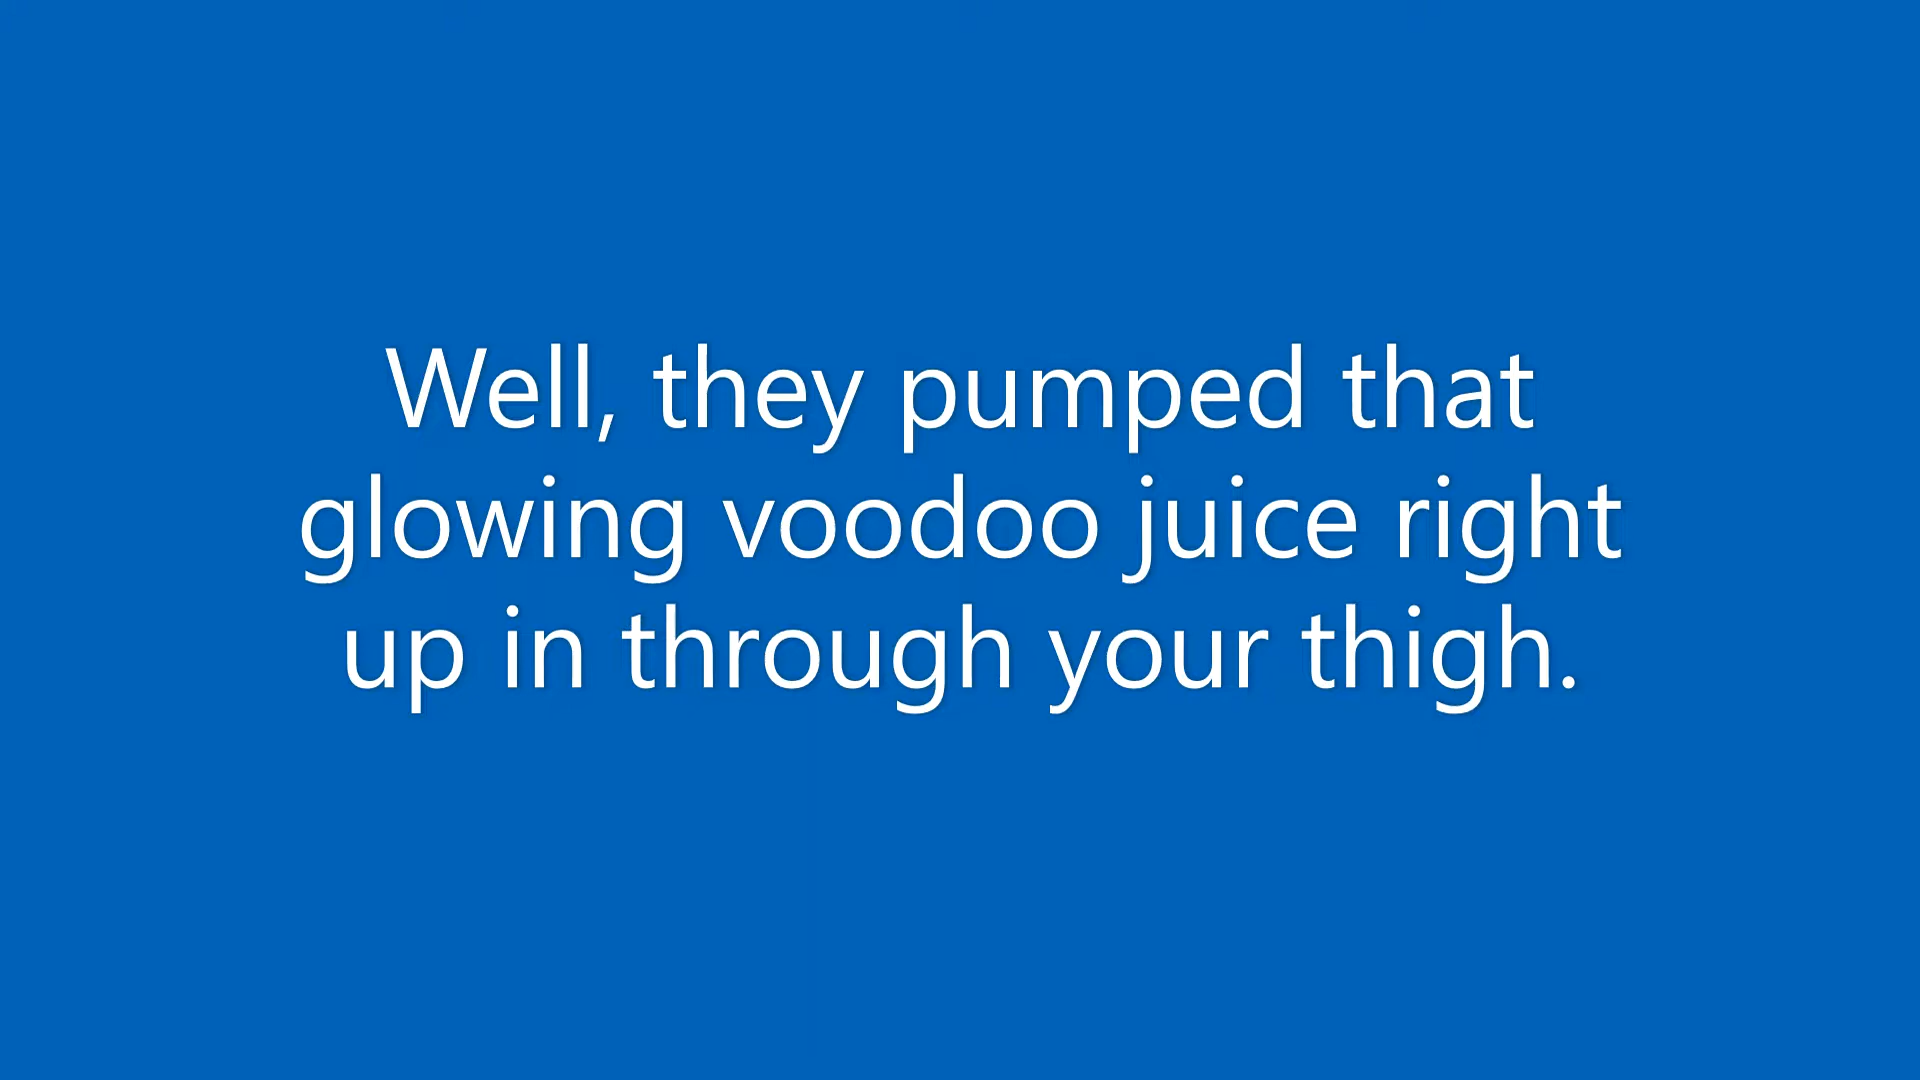 Well, they pumped that
glowing voodoo juice right
up in through your thigh.